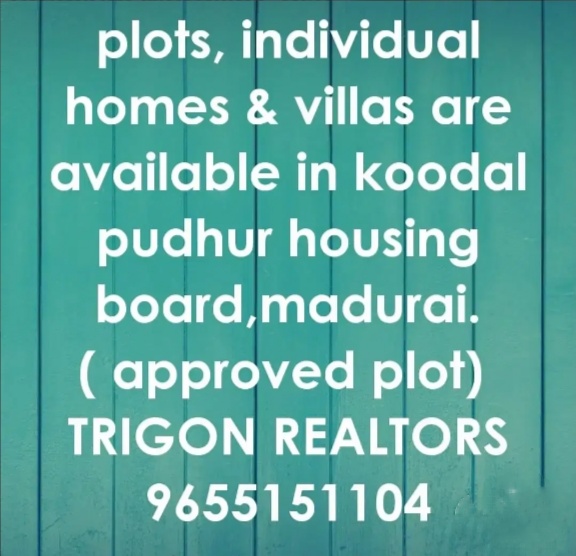 plots, individual
homes & villas are
available in koodal
pudhur housing
board,madurai.
( approved plot)
TRIGON REALTORS
9655151104